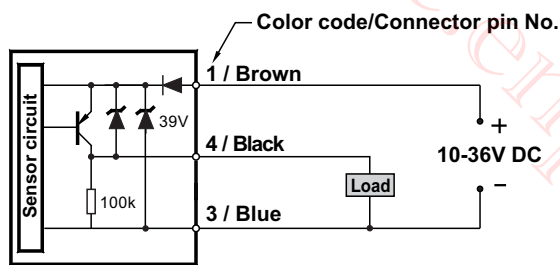 Color code/Connector pin No.
1 / Brown
39V
4 / Black
+
10-36V DC
−
Load
Sensor circuit
100k
3 / Blue